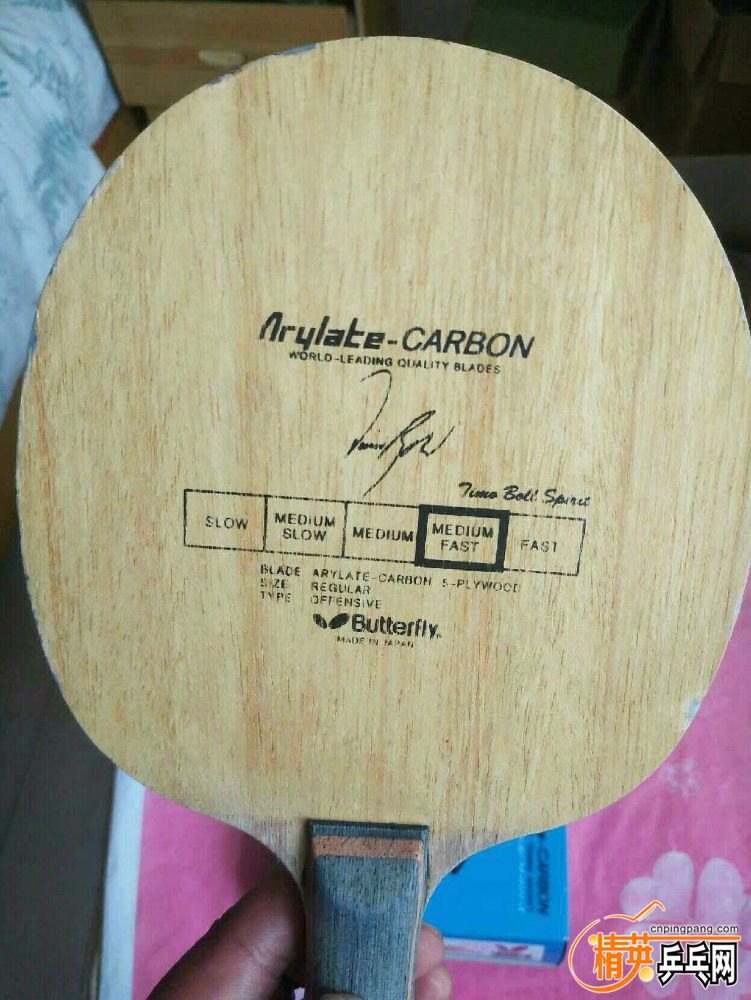 Arylate-CARBON
WORLD-LEADING QUALITY BLADES
Timo Boll Spirit
SLOW
MEDIUM SLOW
MEDIUM
MEDIUM FAST
FAST
BLADE ARYLATE-CARBON 5-PLYWOOD
SIZE REGULAR
TYPE OFFENSIVE
Butterfly
MADE IN JAPAN
-CARBON
cnpingpang.com
精英乒乓网